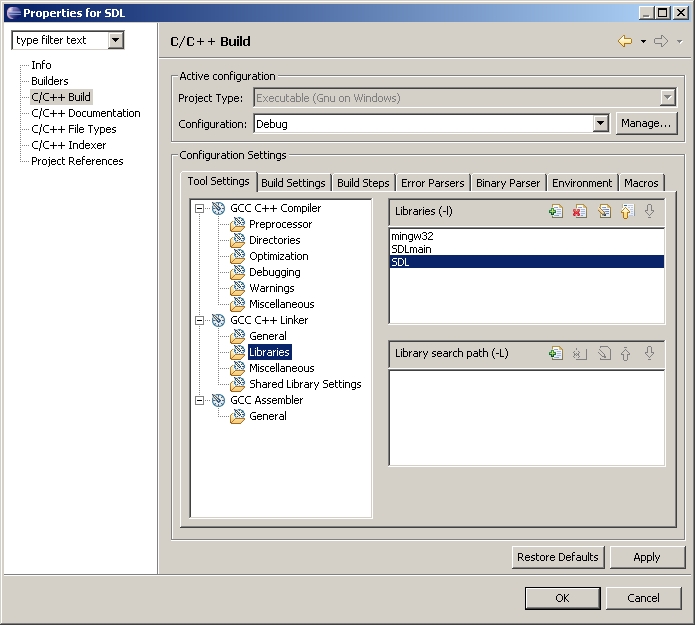 Properties for SDL
type filter text
Info
Builders
C/C++ Build
C/C++ Documentation
C/C++ File Types
C/C++ Indexer
Project References
C/C++ Build
Active configuration
Project Type: Executable (Gnu on Windows)
Configuration: Debug Manage...
Configuration Settings
Tool Settings Build Settings Build Steps Error Parsers Binary Parser Environment Macros
GCC C++ Compiler
Preprocessor
Directories
Optimization
Debugging
Warnings
Miscellaneous
GCC C++ Linker
General
Libraries
Miscellaneous
Shared Library Settings
GCC Assembler
General
Libraries (-l)
mingw32
SDLmain
SDL
Library search path (-L)
Restore Defaults Apply
OK Cancel